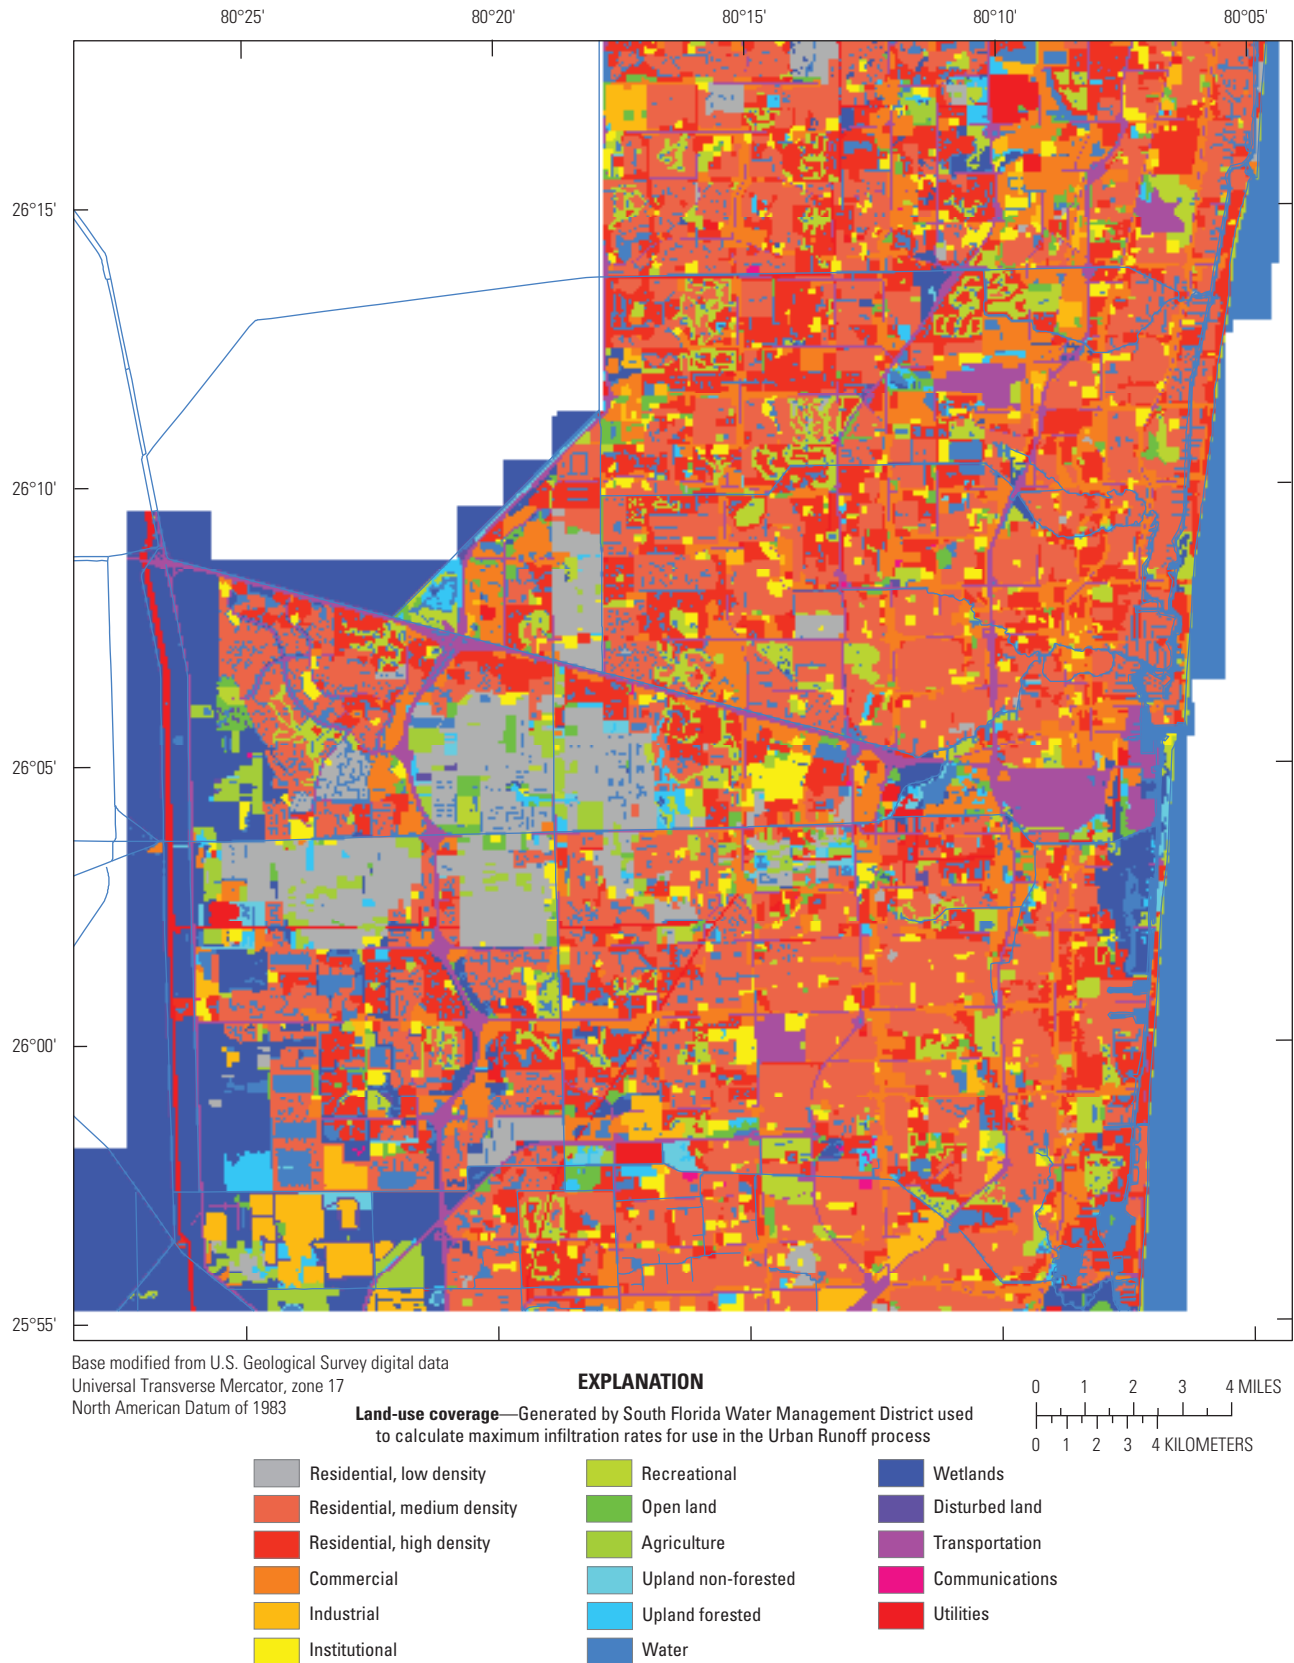 80°25' 80°20' 80°15' 80°10' 80°05'
26°15'
26°10'
26°05'
26°00'
25°55'
Base modified from U.S. Geological Survey digital data
Universal Transverse Mercator, zone 17
North American Datum of 1983
EXPLANATION
Land-use coverage—Generated by South Florida Water Management District used
to calculate maximum infiltration rates for use in the Urban Runoff process
0 1 2 3 4 MILES
0 1 2 3 4 KILOMETERS
Residential, low density
Residential, medium density
Residential, high density
Commercial
Industrial
Institutional
Recreational
Open land
Agriculture
Upland non-forested
Upland forested
Water
Wetlands
Disturbed land
Transportation
Communications
Utilities